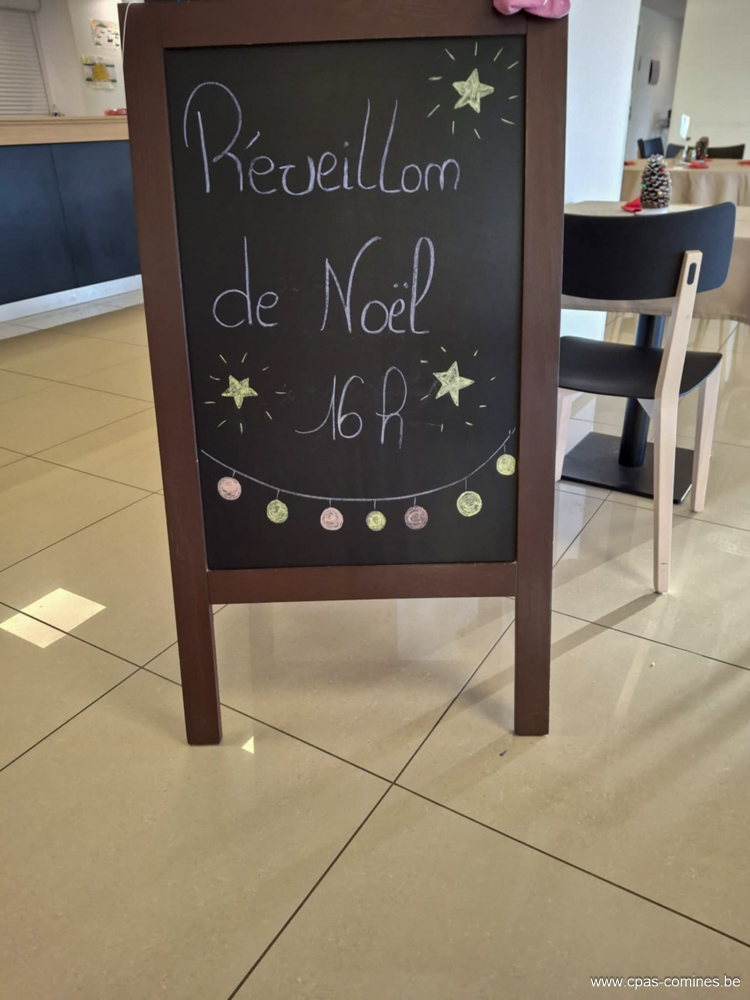 Réveillon
de Noël
16h
www.cpas-comines.be